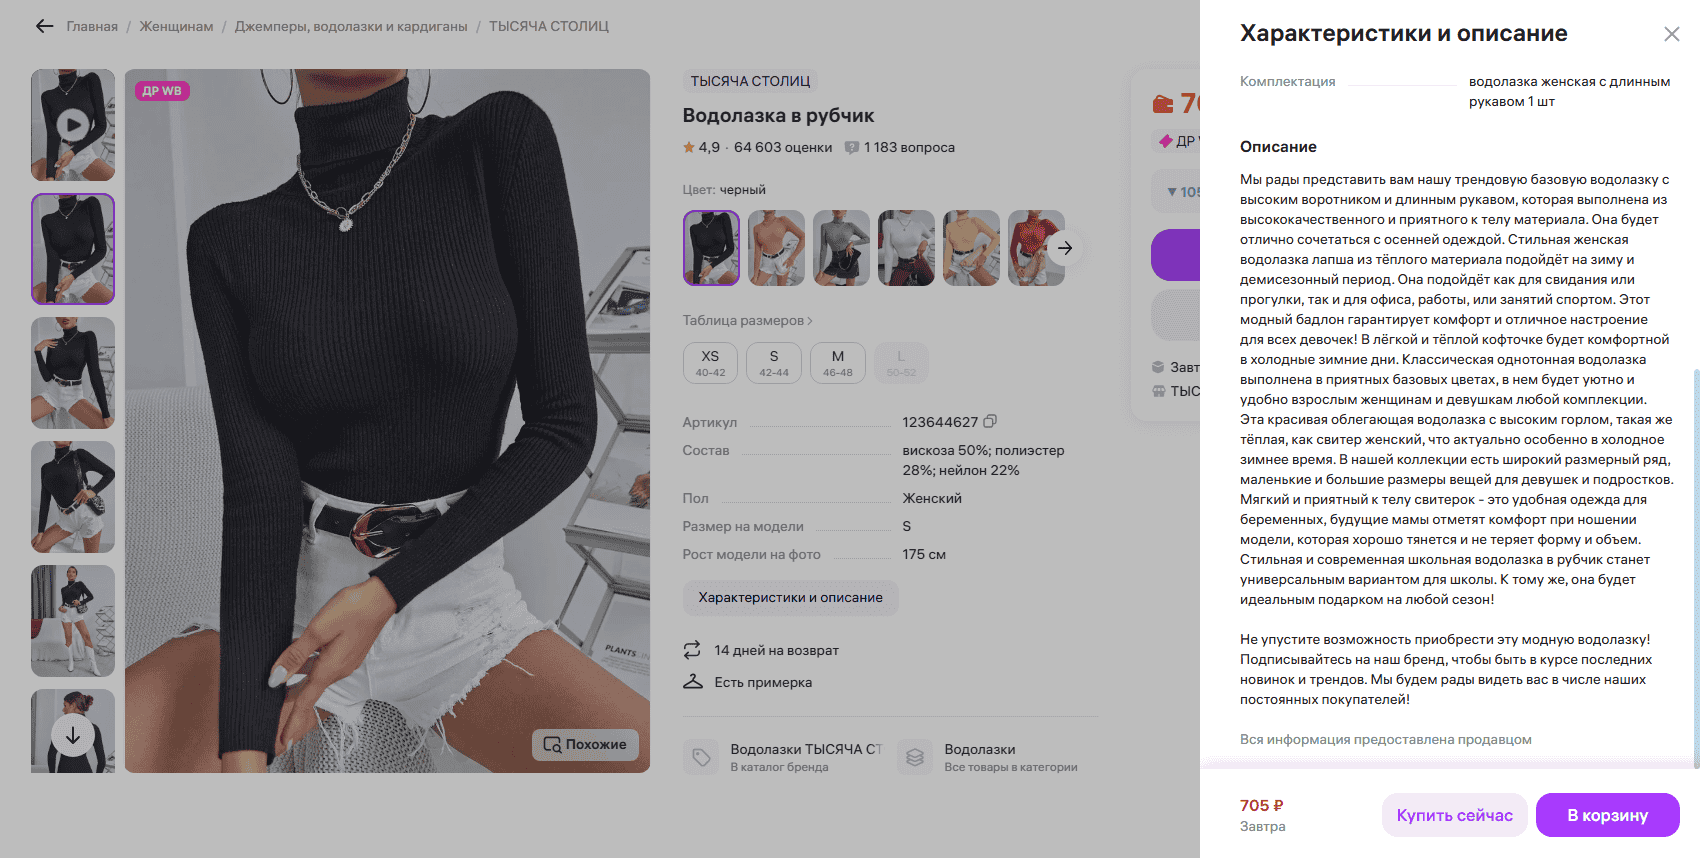 Главная / Женщинам / Джемперы, водолазки и кардиганы / ТЫСЯЧА СТОЛИЦ
ДР WB
Похожие
PLANTS
ТЫСЯЧА СТОЛИЦ
Водолазка в рубчик
4,9 · 64 603 оценки 1 183 вопроса
Цвет: черный
Таблица размеров
XS S M L
40-42 42-44 46-48 50-52
Артикул 123644627
Состав вискоза 50%; полиэстер
28%; нейлон 22%
Пол Женский
Размер на модели S
Рост модели на фото 175 см
Характеристики и описание
14 дней на возврат
Есть примерка
Водолазки ТЫСЯЧА СТ
В каталог бренда
Водолазки
Все товары в категории
70
ДР
105
Завт
ТЫС
Характеристики и описание
Комплектация водолазка женская с длинным
рукавом 1 шт
Описание
Мы рады представить вам нашу трендовую базовую водолазку с
высоким воротником и длинным рукавом, которая выполнена из
высококачественного и приятного к телу материала. Она будет
отлично сочетаться с осенней одеждой. Стильная женская
водолазка лапша из тёплого материала подойдёт на зиму и
демисезонный период. Она подойдёт как для свидания или
прогулки, так и для офиса, работы, или занятий спортом. Этот
модный бадлон гарантирует комфорт и отличное настроение
для всех девочек! В лёгкой и тёплой кофточке будет комфортной
в холодные зимние дни. Классическая однотонная водолазка
выполнена в приятных базовых цветах, в нем будет уютно и
удобно взрослым женщинам и девушкам любой комплекции.
Эта красивая облегающая водолазка с высоким горлом, такая же
тёплая, как свитер женский, что актуально особенно в холодное
зимнее время. В нашей коллекции есть широкий размерный ряд,
маленькие и большие размеры вещей для девушек и подростков.
Мягкий и приятный к телу свитерок - это удобная одежда для
беременных, будущие мамы отметят комфорт при ношении
модели, которая хорошо тянется и не теряет форму и объем.
Стильная и современная школьная водолазка в рубчик станет
универсальным вариантом для школы. К тому же, она будет
идеальным подарком на любой сезон!
Не упустите возможность приобрести эту модную водолазку!
Подписывайтесь на наш бренд, чтобы быть в курсе последних
новинок и трендов. Мы будем рады видеть вас в числе наших
постоянных покупателей!
Вся информация предоставлена продавцом
705 ₽
Завтра
Купить сейчас
В корзину